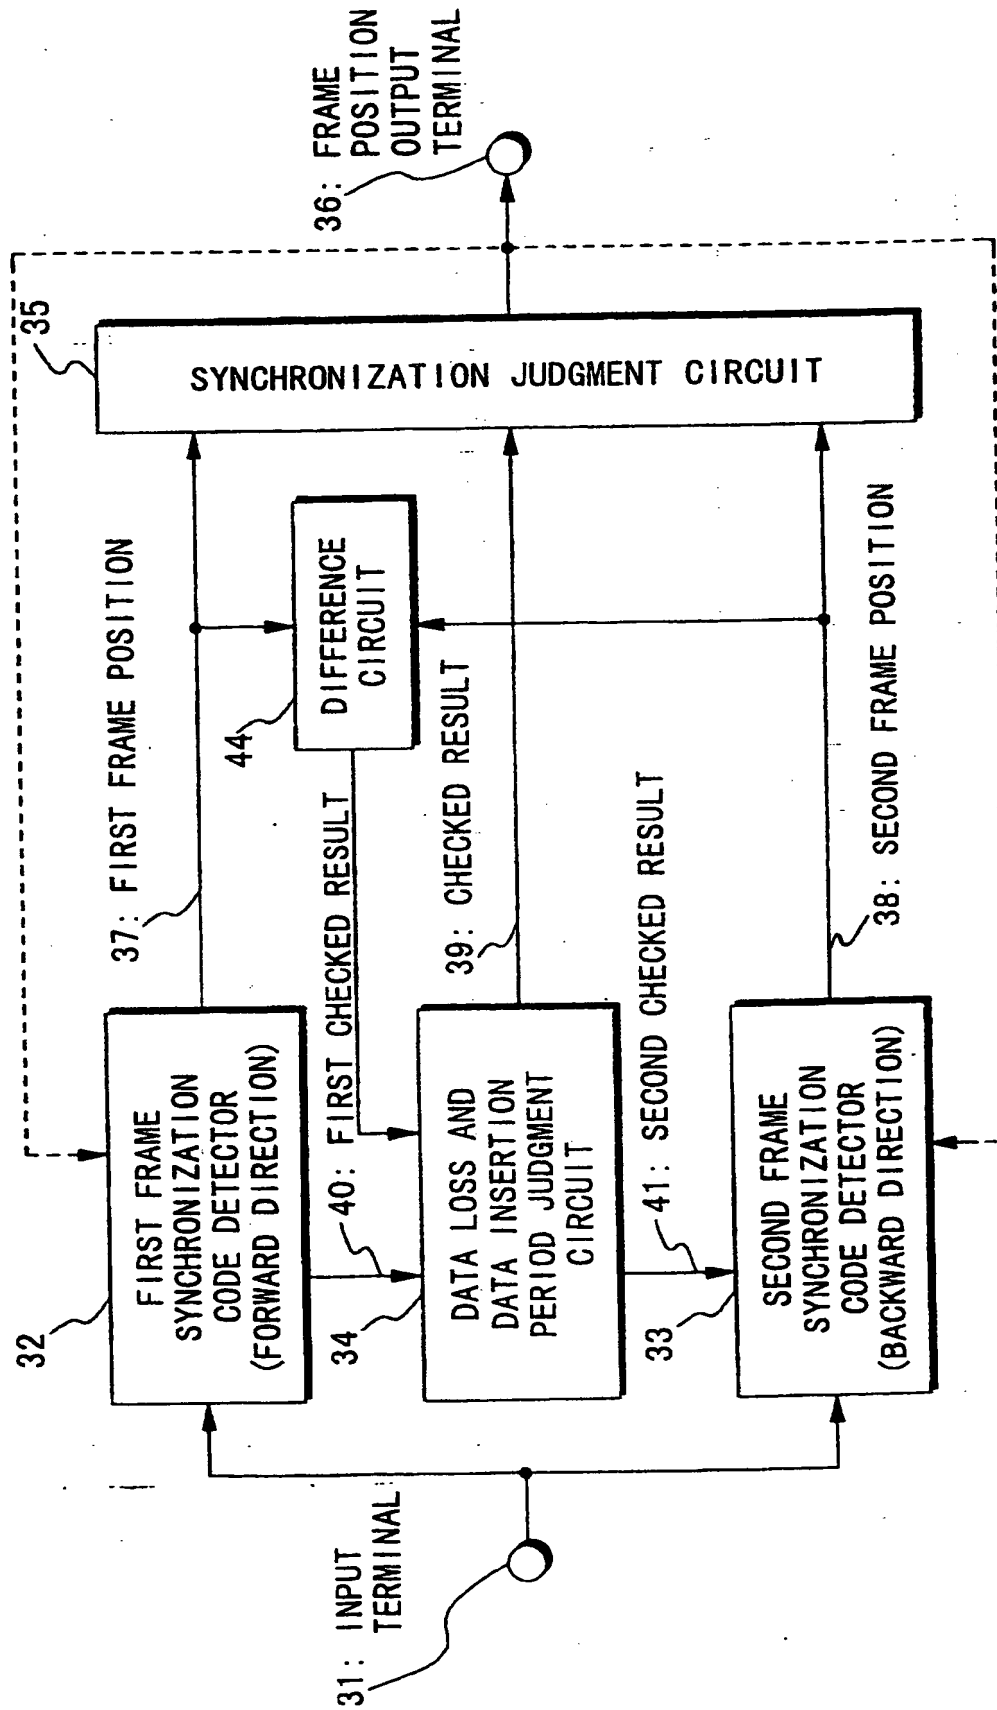 31: INPUT
TERMINAL
32
FIRST FRAME
SYNCHRONIZATION
CODE DETECTOR
(FORWARD DIRECTION)
37: FIRST FRAME POSITION
40: FIRST CHECKED RESULT
34
DATA LOSS AND
DATA INSERTION
PERIOD JUDGMENT
CIRCUIT
44
DIFFERENCE
CIRCUIT
39: CHECKED RESULT
41: SECOND CHECKED RESULT
33
SECOND FRAME
SYNCHRONIZATION
CODE DETECTOR
(BACKWARD DIRECTION)
38: SECOND FRAME POSITION
35
SYNCHRONIZATION JUDGMENT CIRCUIT
36: FRAME
POSITION
OUTPUT
TERMINAL